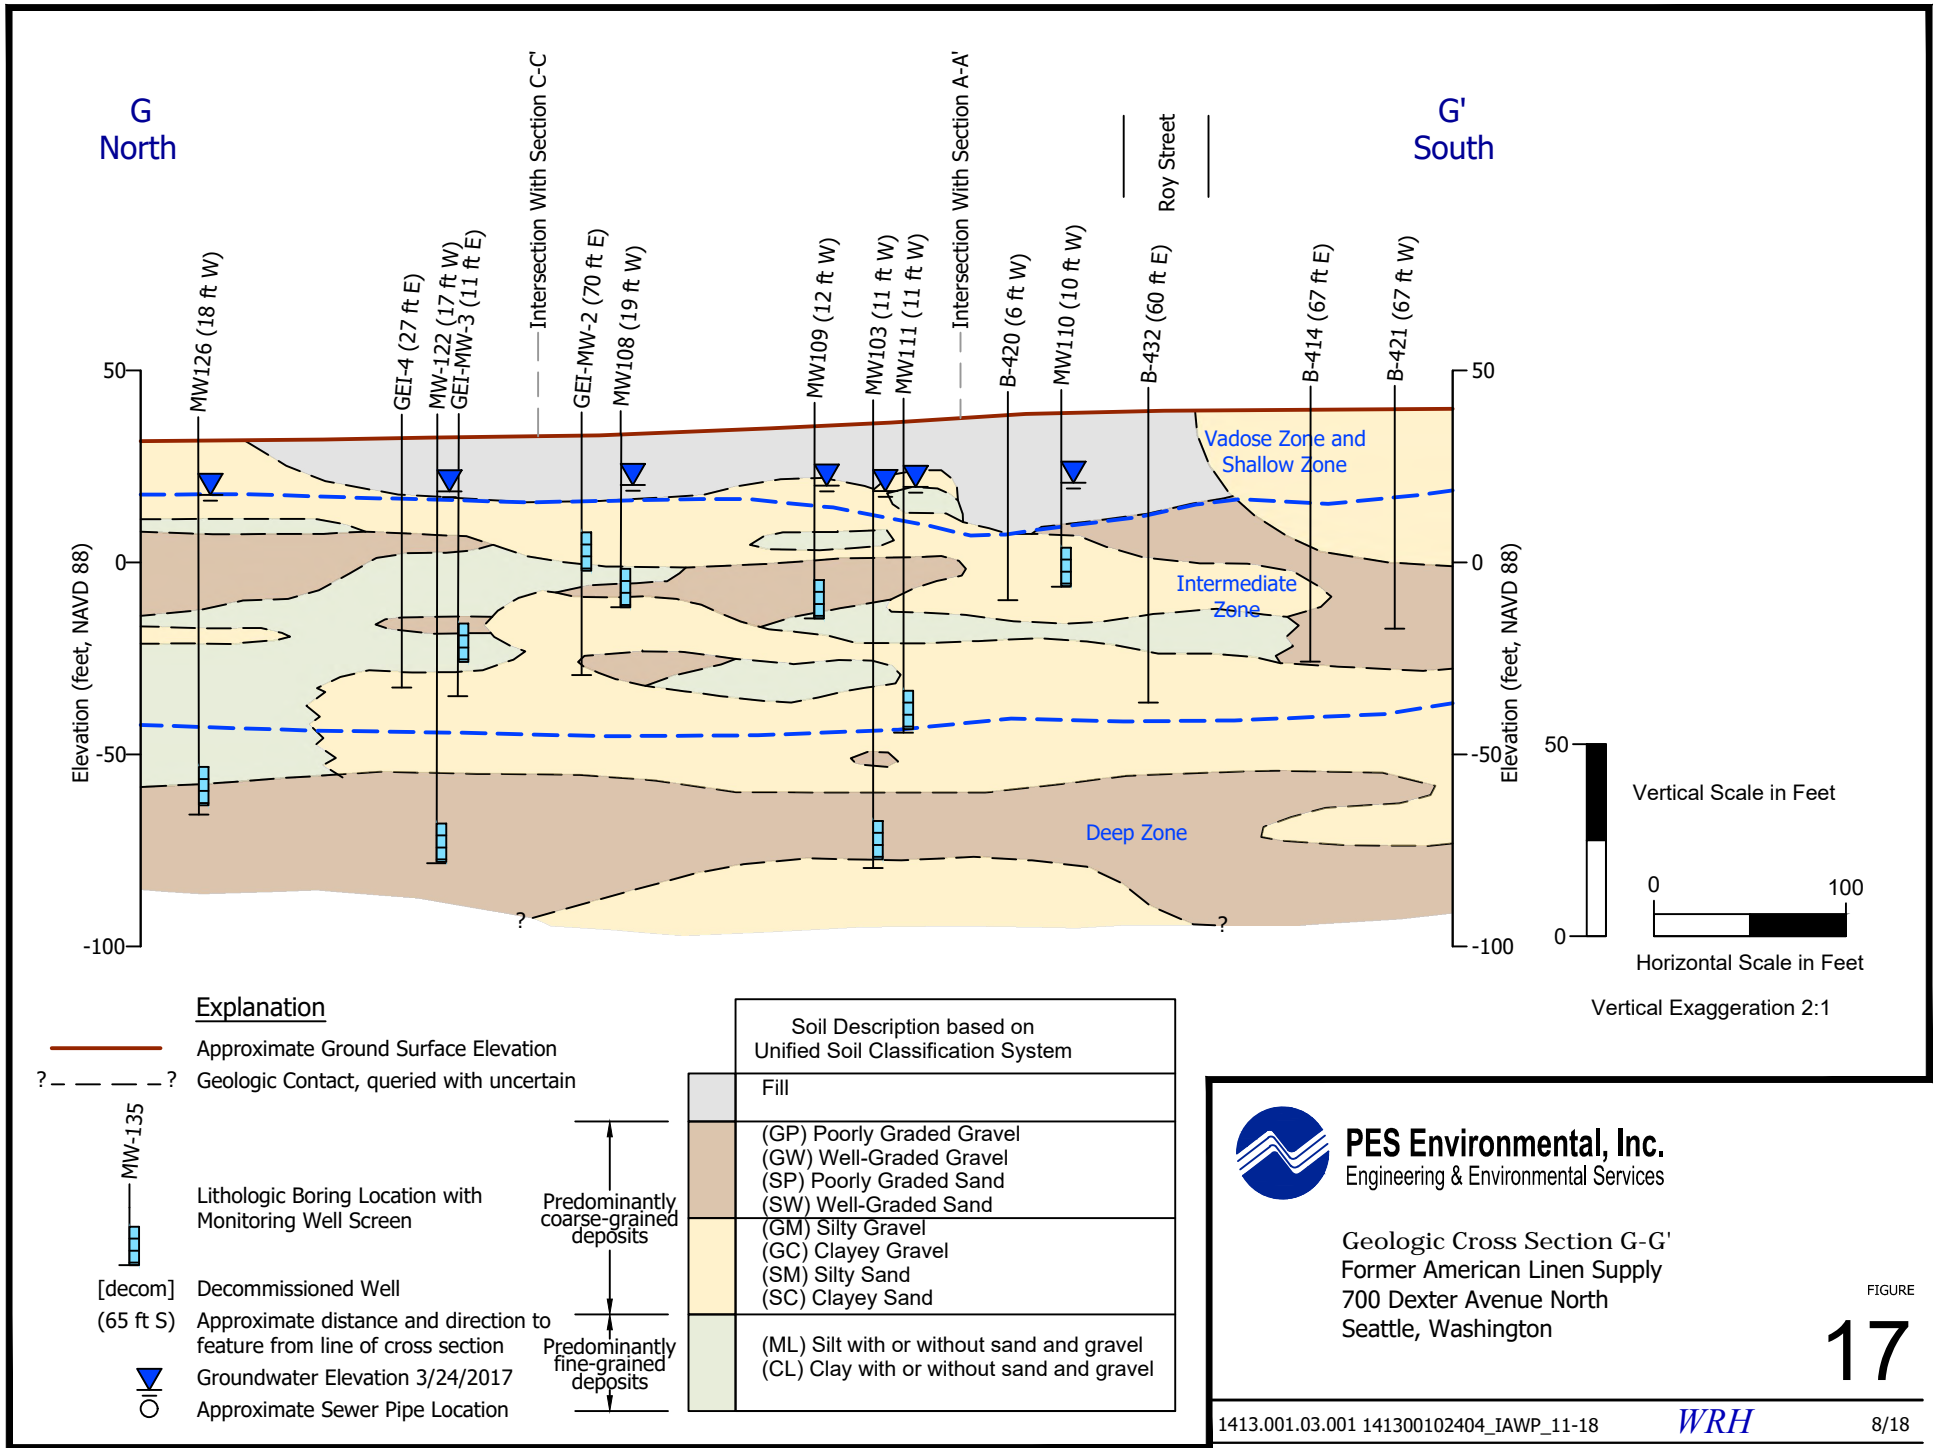 G
North
G'
South
Intersection With Section C-C'
Intersection With Section A-A'
Roy Street
MW126 (18 ft W)
GEI-4 (27 ft E)
MW-122 (17 ft W)
GEI-MW-3 (11 ft E)
GEI-MW-2 (70 ft E)
MW108 (19 ft W)
MW109 (12 ft W)
MW103 (11 ft W)
MW111 (11 ft W)
B-420 (6 ft W)
MW110 (10 ft W)
B-432 (60 ft E)
B-414 (67 ft E)
B-421 (67 ft W)
50
0
-50
-100
Elevation (feet, NAVD 88)
50
0
-50
-100
Elevation (feet, NAVD 88)
Vadose Zone and
Shallow Zone
Intermediate
Zone
Deep Zone
?
?
50
0
Vertical Scale in Feet
0
100
Horizontal Scale in Feet
Vertical Exaggeration 2:1
Explanation
Approximate Ground Surface Elevation
? ?
Geologic Contact, queried with uncertain
MW-135
Lithologic Boring Location with
Monitoring Well Screen
[decom] Decommissioned Well
(65 ft S) Approximate distance and direction to
feature from line of cross section
Groundwater Elevation 3/24/2017
Approximate Sewer Pipe Location
Soil Description based on
Unified Soil Classification System
Fill
Predominantly
coarse-grained
deposits
(GP) Poorly Graded Gravel
(GW) Well-Graded Gravel
(SP) Poorly Graded Sand
(SW) Well-Graded Sand
(GM) Silty Gravel
(GC) Clayey Gravel
(SM) Silty Sand
(SC) Clayey Sand
Predominantly
fine-grained
deposits
(ML) Silt with or without sand and gravel
(CL) Clay with or without sand and gravel
PES Environmental, Inc.
Engineering & Environmental Services
Geologic Cross Section G-G'
Former American Linen Supply
700 Dexter Avenue North
Seattle, Washington
FIGURE
17
1413.001.03.001 141300102404_IAWP_11-18
WRH
8/18